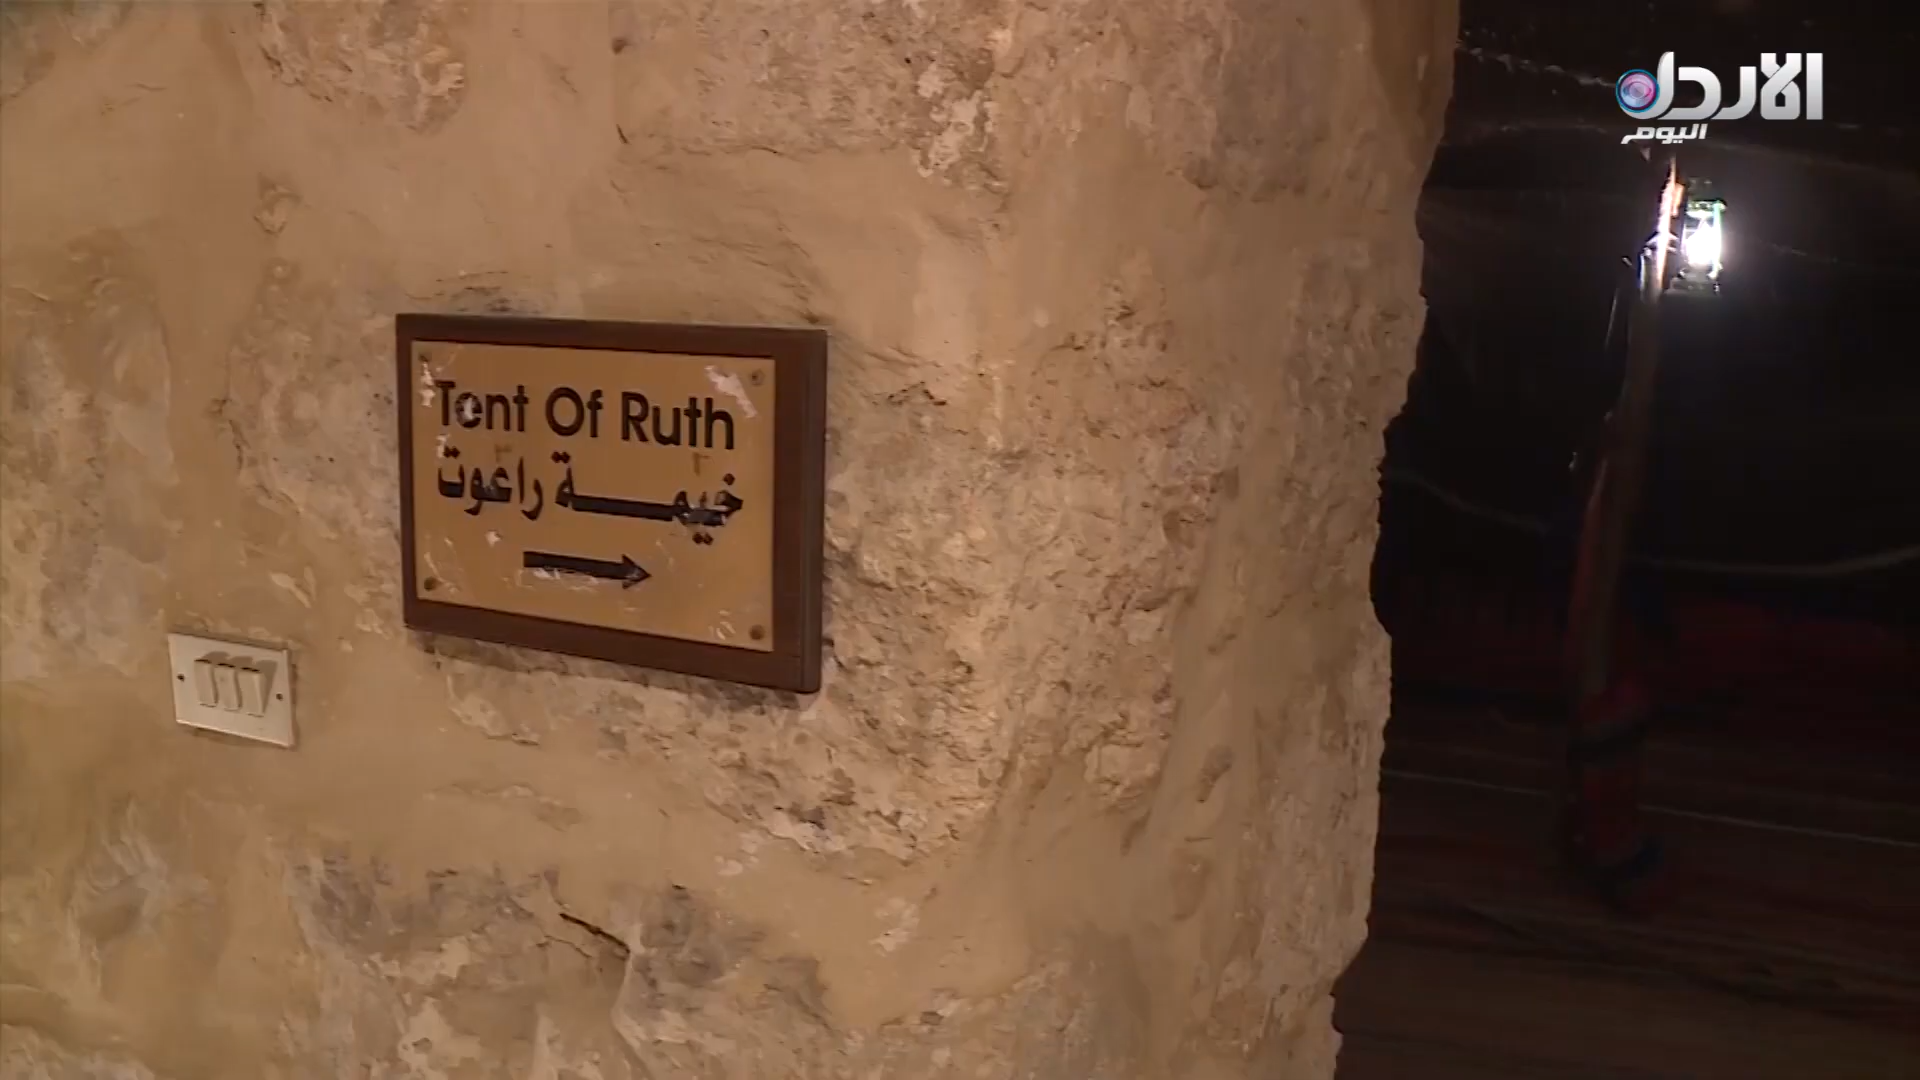 الاردن
اليوم
Tent Of Ruth
خيمة راعوت